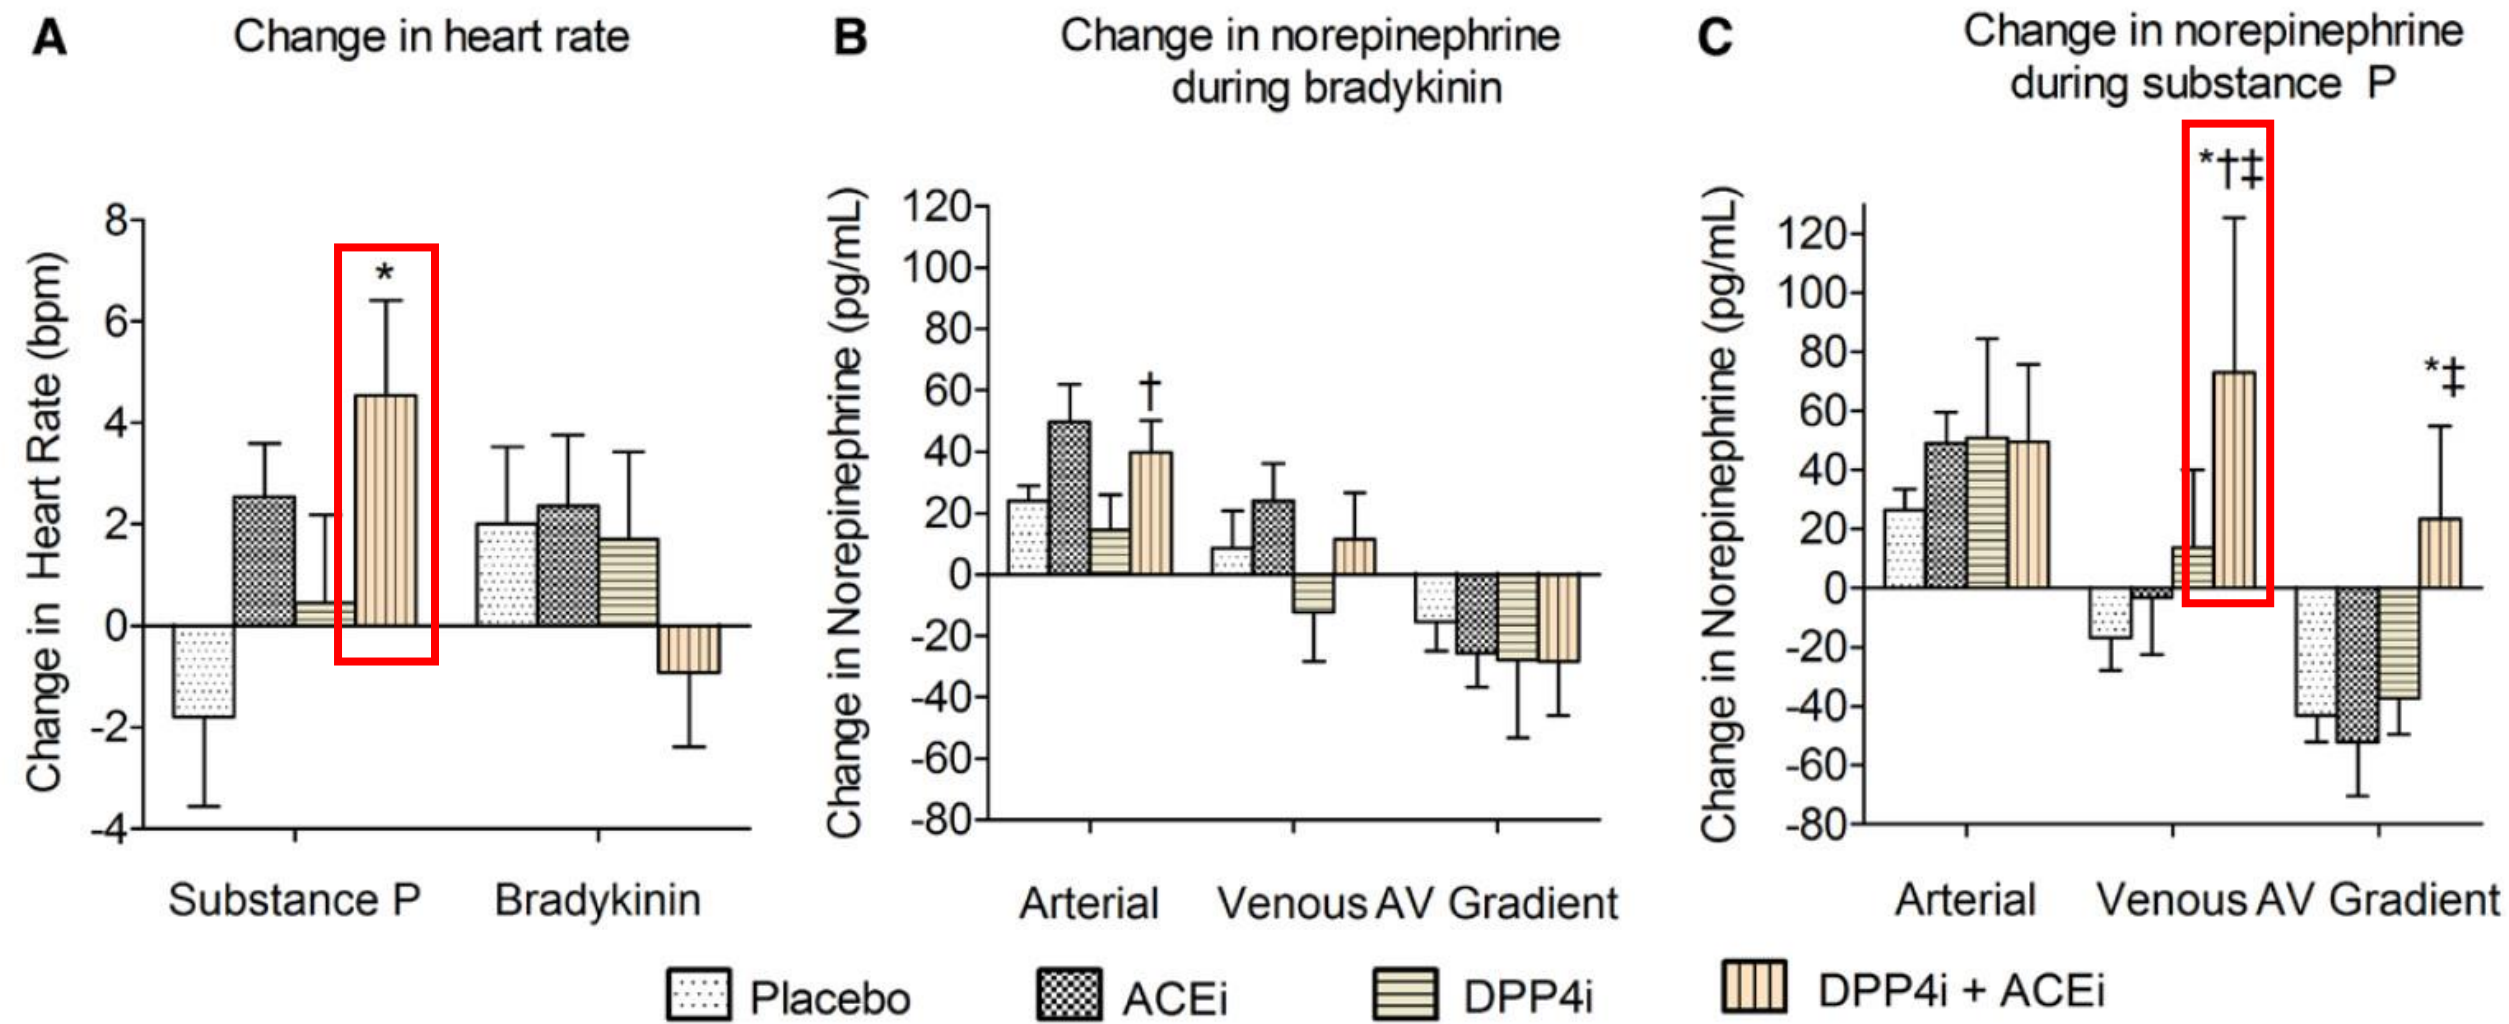 A
Change in heart rate
Change in Heart Rate (bpm)
8
6
4
2
0
-2
-4
*
Substance P
Bradykinin
B
Change in norepinephrine
during bradykinin
Change in Norepinephrine (pg/mL)
120
100
80
60
40
20
0
-20
-40
-60
-80
†
Arterial
Venous
AV Gradient
C
Change in norepinephrine
during substance P
Change in Norepinephrine (pg/mL)
120
100
80
60
40
20
0
-20
-40
-60
-80
*†‡
*‡
Arterial
Venous
AV Gradient
Placebo
ACEi
DPP4i
DPP4i + ACEi